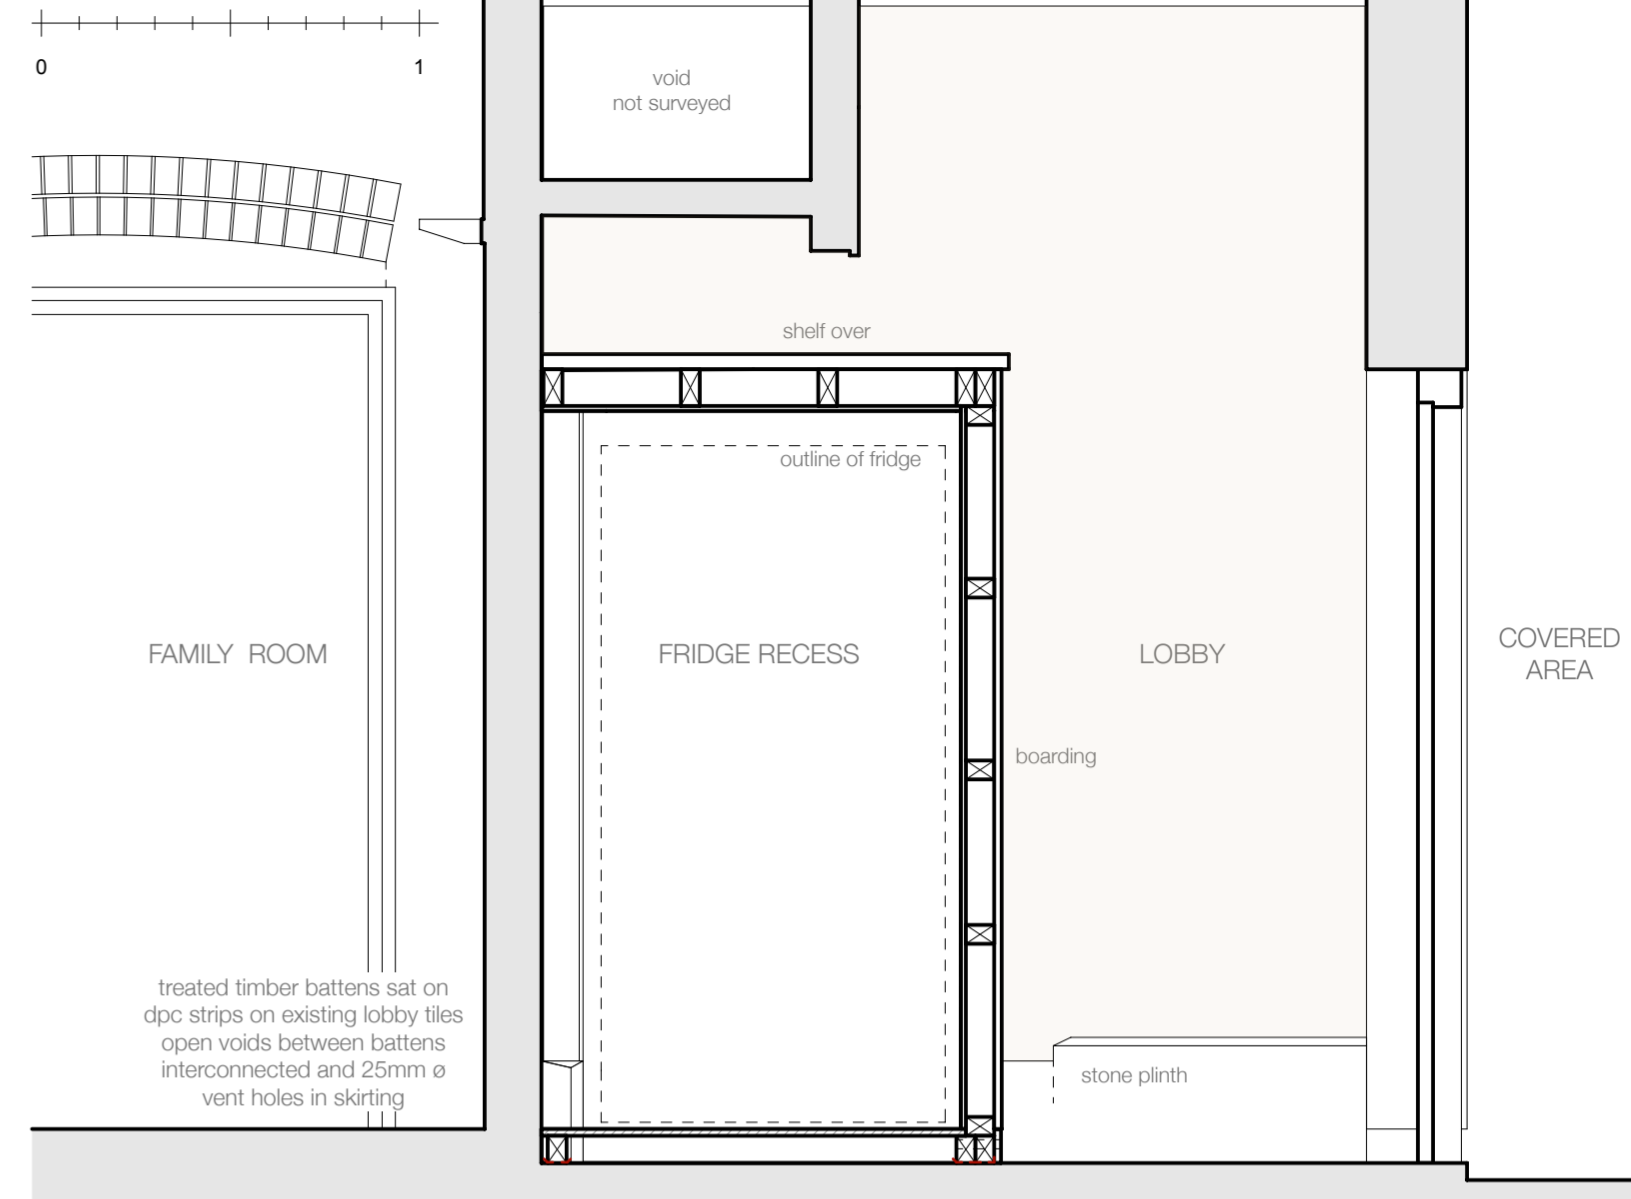 0 1
void
not surveyed
shelf over
outline of fridge
FAMILY ROOM
FRIDGE RECESS
LOBBY
COVERED
AREA
boarding
treated timber battens sat on
dpc strips on existing lobby tiles
open voids between battens
interconnected and 25mm ø
vent holes in skirting
stone plinth